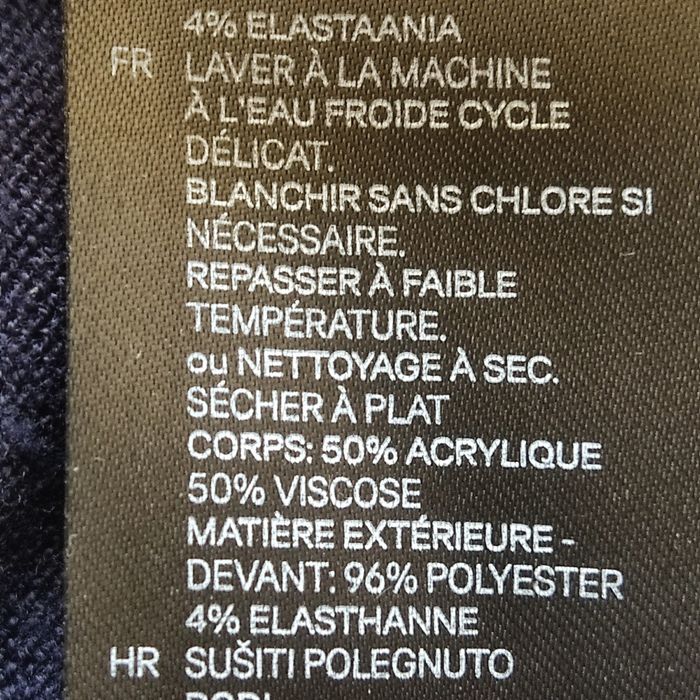 4% ELASTAANIA
FR LAVER À LA MACHINE
À L'EAU FROIDE CYCLE
DÉLICAT.
BLANCHIR SANS CHLORE SI
NÉCESSAIRE.
REPASSER À FAIBLE
TEMPÉRATURE.
ou NETTOYAGE À SEC.
SÉCHER À PLAT
CORPS: 50% ACRYLIQUE
50% VISCOSE
MATIÈRE EXTÉRIEURE -
DEVANT: 96% POLYESTER
4% ELASTHANNE
HR SUŠITI POLEGNUTO